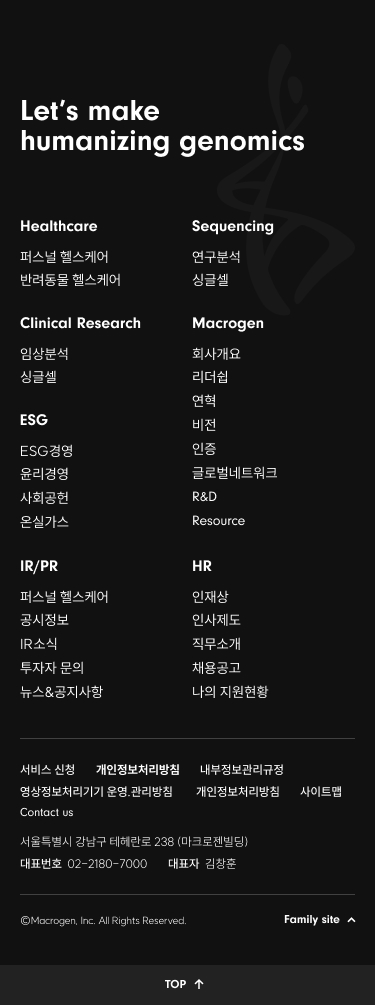 Let's make
humanizing genomics
Healthcare
퍼스널 헬스케어
반려동물 헬스케어
Sequencing
연구분석
싱글셀
Clinical Research
임상분석
싱글셀
Macrogen
회사개요
리더쉽
연혁
비전
인증
글로벌네트워크
R&D
Resource
ESG
ESG경영
윤리경영
사회공헌
온실가스
IR/PR
퍼스널 헬스케어
공시정보
IR소식
투자자 문의
뉴스&공지사항
HR
인재상
인사제도
직무소개
채용공고
나의 지원현황
서비스 신청 개인정보처리방침 내부정보관리규정
영상정보처리기기 운영.관리방침 개인정보처리방침 사이트맵
Contact us
서울특별시 강남구 테헤란로 238 (마크로젠빌딩)
대표번호 02-2180-7000 대표자 김창훈
©Macrogen, Inc. All Rights Reserved.
Family site
TOP